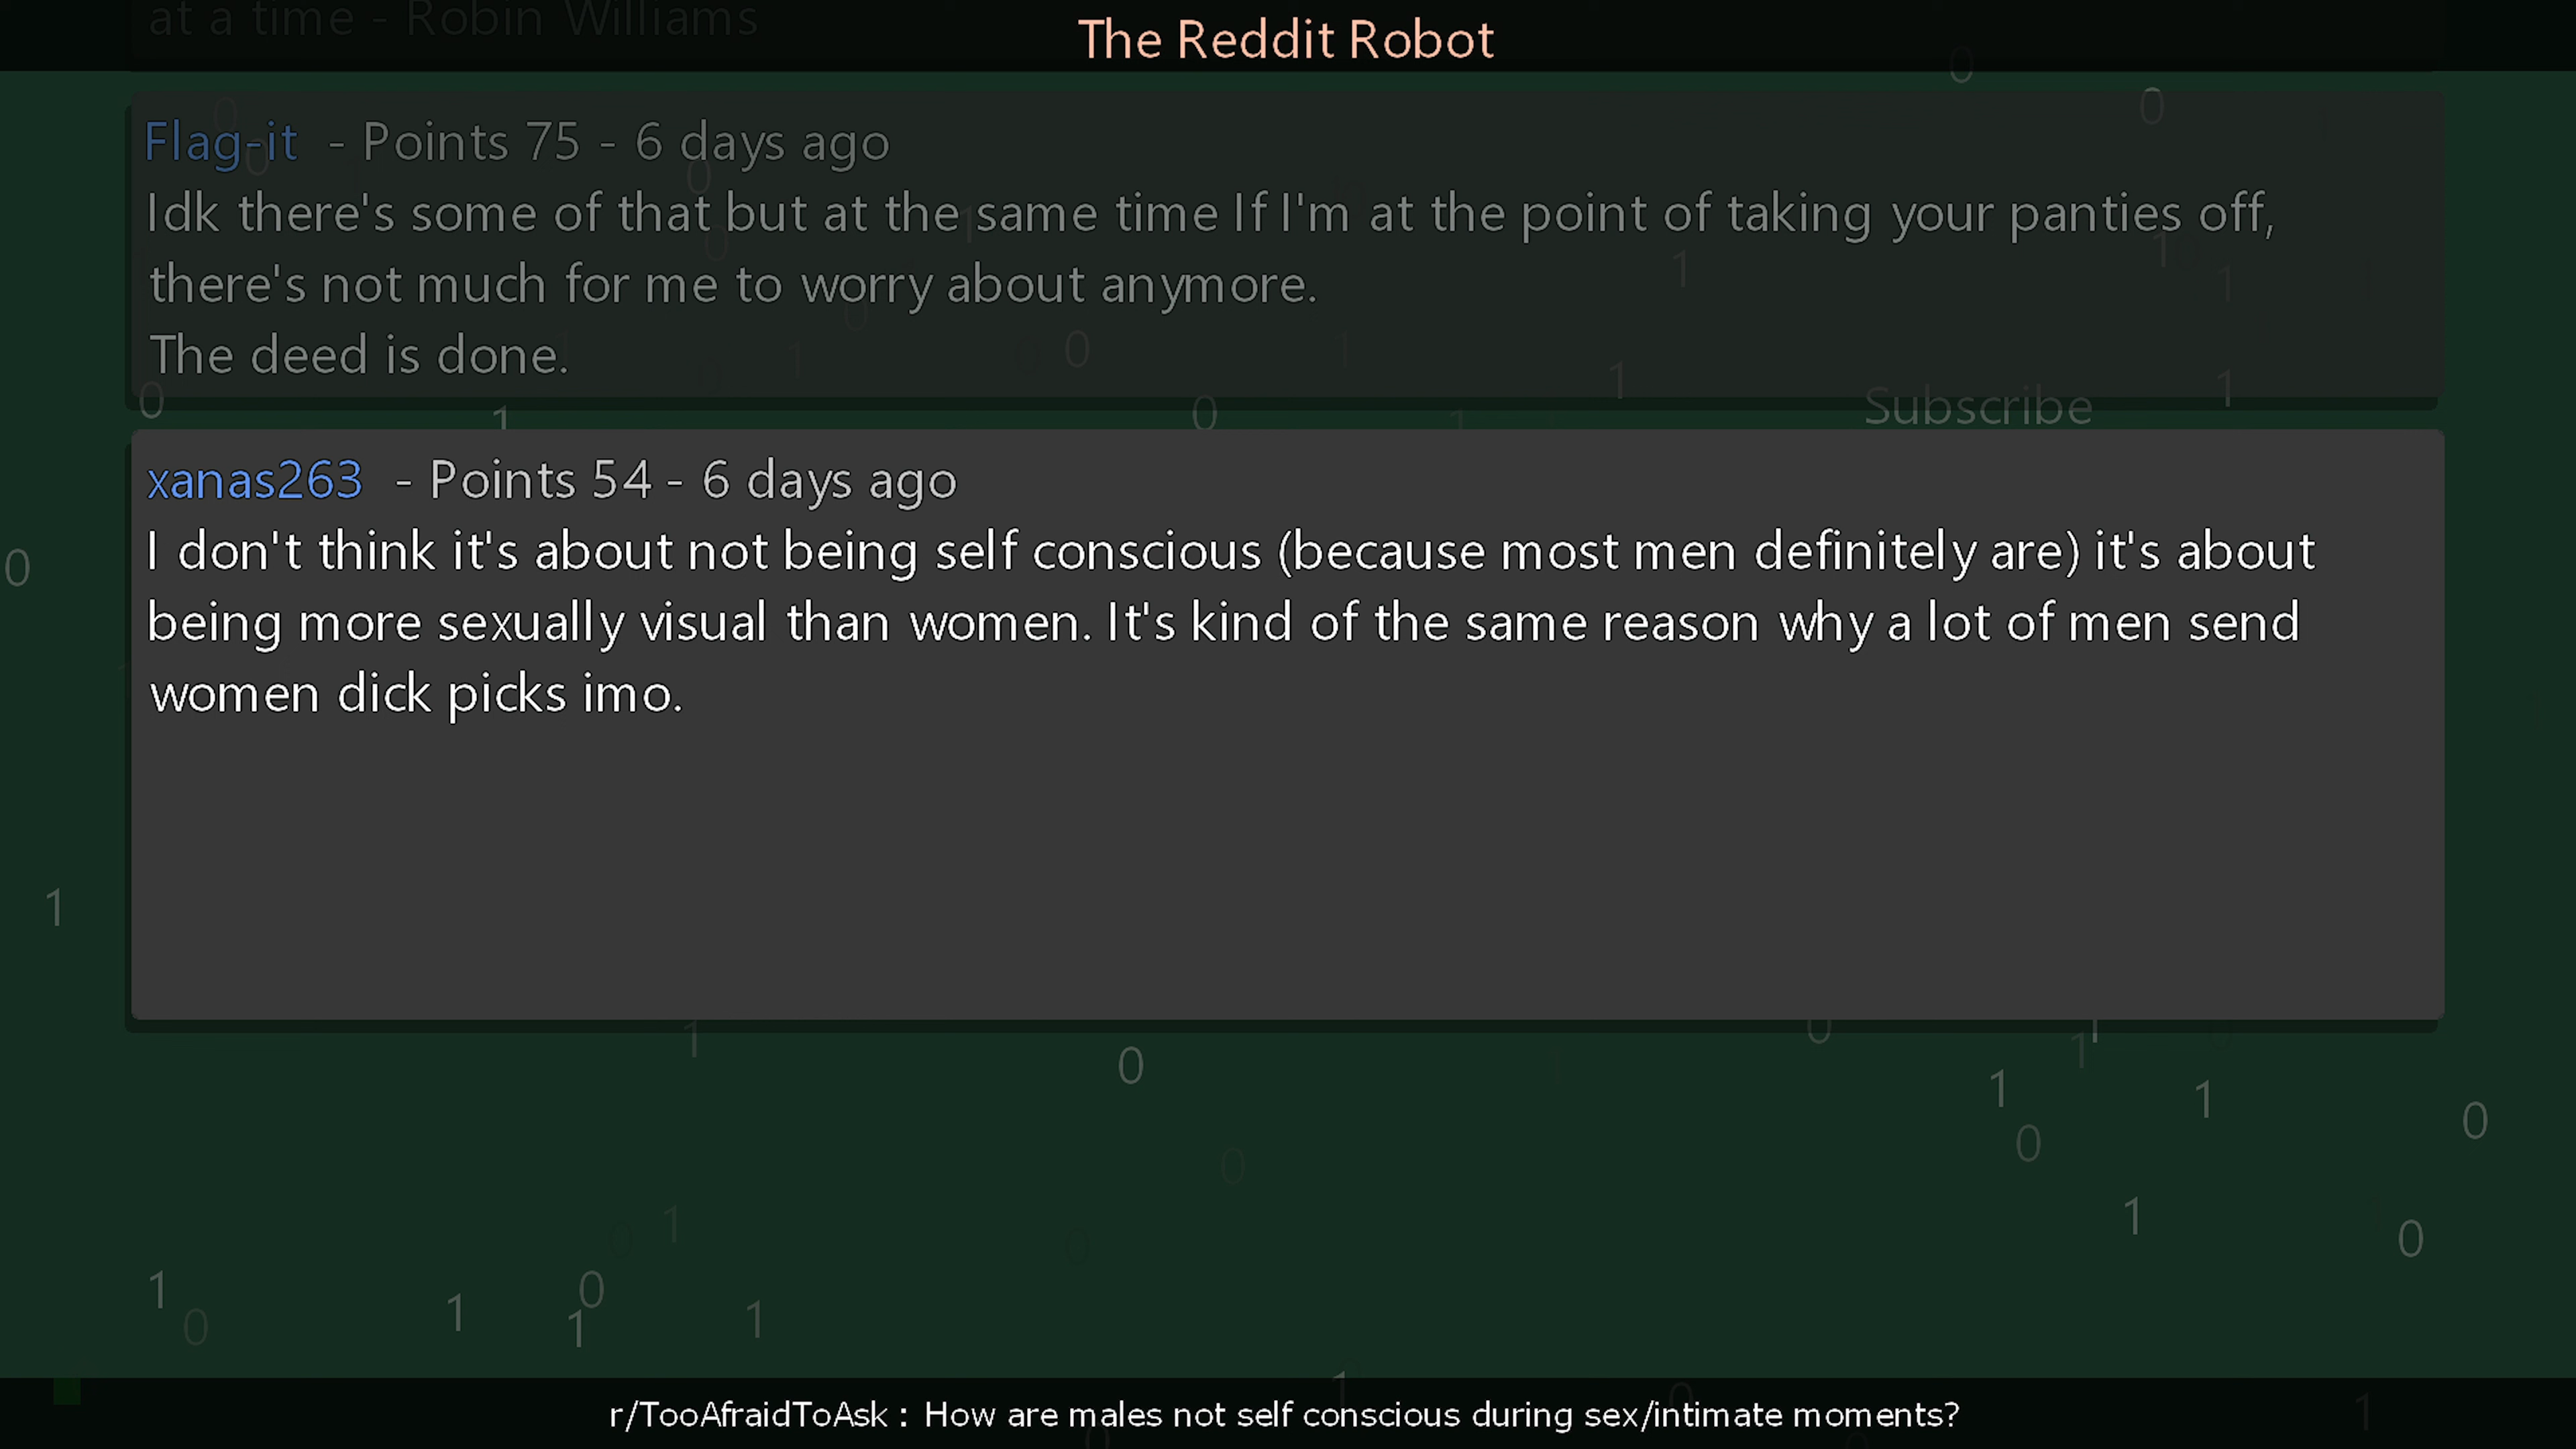 at a time - Robin Williams
The Reddit Robot
Flag-it - Points 75 - 6 days ago
Idk there's some of that but at the same time If I'm at the point of taking your panties off,
there's not much for me to worry about anymore.
The deed is done.
Subscribe
xanas263 - Points 54 - 6 days ago
I don't think it's about not being self conscious (because most men definitely are) it's about
being more sexually visual than women. It's kind of the same reason why a lot of men send
women dick picks imo.
r/TooAfraidToAsk : How are males not self conscious during sex/intimate moments?